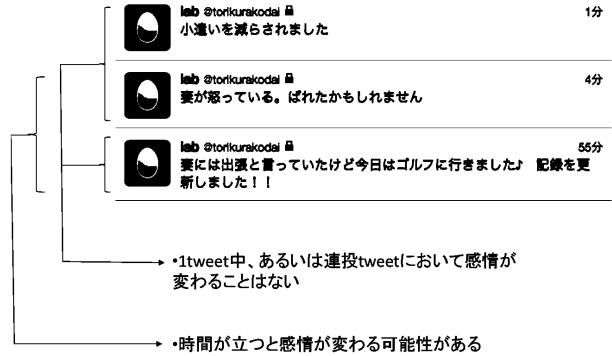 lab @torikurakodai 1分
小遣いを減らされました
lab @torikurakodai 4分
妻が怒っている。ばれたかもしれません
lab @torikurakodai 55分
妻には出張と言っていたけど今日はゴルフに行きました♪　記録を更
新しました！！
•1tweet中、あるいは連投tweetにおいて感情が
変わることはない
•時間が立つと感情が変わる可能性がある